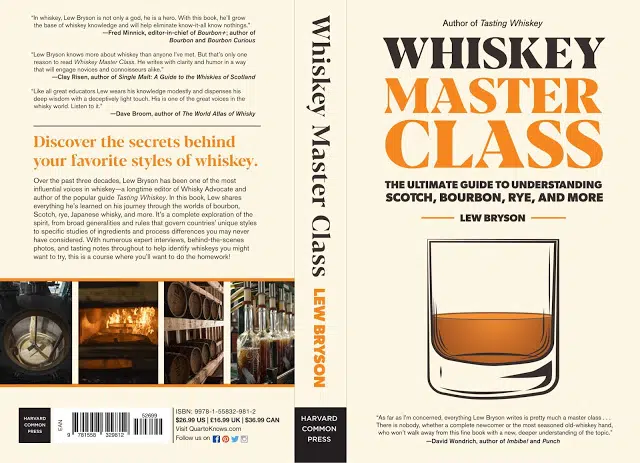 "In whiskey, Lew Bryson is not only a god, he is a hero. With this book, he'll grow
the base of whiskey knowledge and will help eliminate know-it-all know nothings."
—Fred Minnick, editor-in-chief of Bourbon+; author of
Bourbon and Bourbon Curious
"Lew Bryson knows more about whiskey than anyone I've met. But that's only one
reason to read Whiskey Master Class. He writes with clarity and humor in a way
that will engage novices and connoisseurs alike."
—Clay Risen, author of Single Malt: A Guide to the Whiskies of Scotland
"Like all great educators Lew wears his knowledge modestly and dispenses his
deep wisdom with a deceptively light touch. His is one of the great voices in the
whisky world. Listen to it."
—Dave Broom, author of The World Atlas of Whisky
Discover the secrets behind
your favorite styles of whiskey.
Over the past three decades, Lew Bryson has been one of the most
influential voices in whiskey—a longtime editor of Whisky Advocate and
author of the popular guide Tasting Whiskey. In this book, Lew shares
everything he's learned on his journey through the worlds of bourbon,
Scotch, rye, Japanese whisky, and more. It's a complete exploration of the
spirit, from broad generalities and rules that govern countries' unique styles
to specific studies of ingredients and process differences you may never
have considered. With numerous expert interviews, behind-the-scenes
photos, and tasting notes throughout to help identify whiskeys you might
want to try, this is a course where you'll want to do the homework!
HARVARD
COMMON
PRESS
EAN
52699
9 781558 329812
ISBN: 9978-1-55832-981-2
$26.99 US | £16.99 UK | $36.99 CAN
Visit QuartoKnows.com
Follow us on
Whiskey Master Class
LEW BRYSON
HARVARD
COMMON
PRESS
Author of Tasting Whiskey
WHISKEY
MASTER
CLASS
THE ULTIMATE GUIDE TO UNDERSTANDING
SCOTCH, BOURBON, RYE, AND MORE
LEW BRYSON
"As far as I'm concerned, everything Lew Bryson writes is pretty much a master class . . .
There is nobody, whether a complete newcomer or the most seasoned old-whiskey hand,
who won't walk away from this fine book with a new, deeper understanding of the topic."
—David Wondrich, author of Imbibe! and Punch